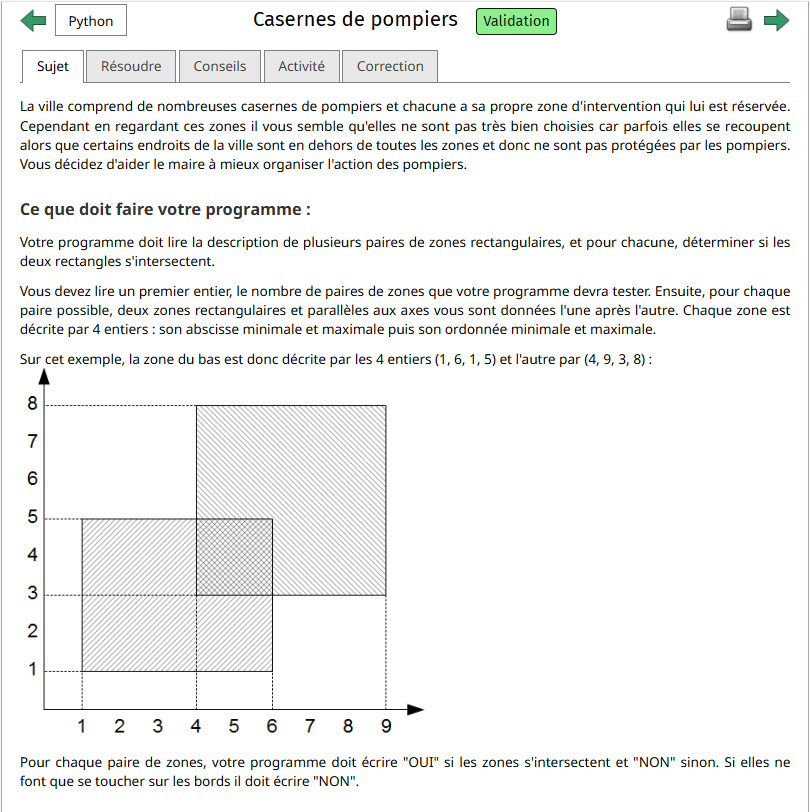 Python
Casernes de pompiers
Validation
Sujet
Résoudre
Conseils
Activité
Correction
La ville comprend de nombreuses casernes de pompiers et chacune a sa propre zone d'intervention qui lui est réservée.
Cependant en regardant ces zones il vous semble qu'elles ne sont pas très bien choisies car parfois elles se recoupent
alors que certains endroits de la ville sont en dehors de toutes les zones et donc ne sont pas protégées par les pompiers.
Vous décidez d'aider le maire à mieux organiser l'action des pompiers.
Ce que doit faire votre programme :
Votre programme doit lire la description de plusieurs paires de zones rectangulaires, et pour chacune, déterminer si les
deux rectangles s'intersectent.
Vous devez lire un premier entier, le nombre de paires de zones que votre programme devra tester. Ensuite, pour chaque
paire possible, deux zones rectangulaires et parallèles aux axes vous sont données l'une après l'autre. Chaque zone est
décrite par 4 entiers : son abscisse minimale et maximale puis son ordonnée minimale et maximale.
Sur cet exemple, la zone du bas est donc décrite par les 4 entiers (1, 6, 1, 5) et l'autre par (4, 9, 3, 8) :
8
7
6
5
4
3
2
1
1 2 3 4 5 6 7 8 9
Pour chaque paire de zones, votre programme doit écrire "OUI" si les zones s'intersectent et "NON" sinon. Si elles ne
font que se toucher sur les bords il doit écrire "NON".